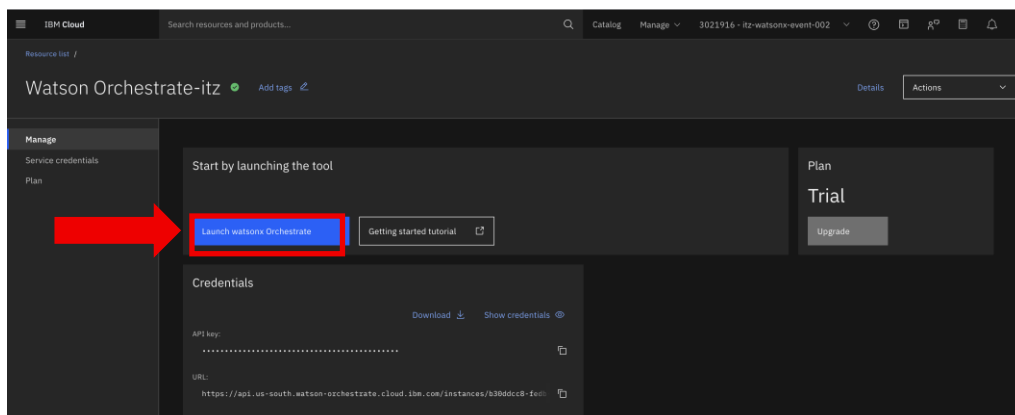 IBM Cloud Search resources and products... Catalog Manage 3021916 - itz-watsonx-event-002
Resource list /
Watson Orchestrate-itz Add tags Details Actions
Manage
Service credentials
Plan
Start by launching the tool
Launch watsonx Orchestrate Getting started tutorial
Plan
Trial
Upgrade
Credentials
Download Show credentials
API key:
............................................
URL:
https://api.us-south.watson-orchestrate.cloud.ibm.com/instances/b30ddcc8-fed